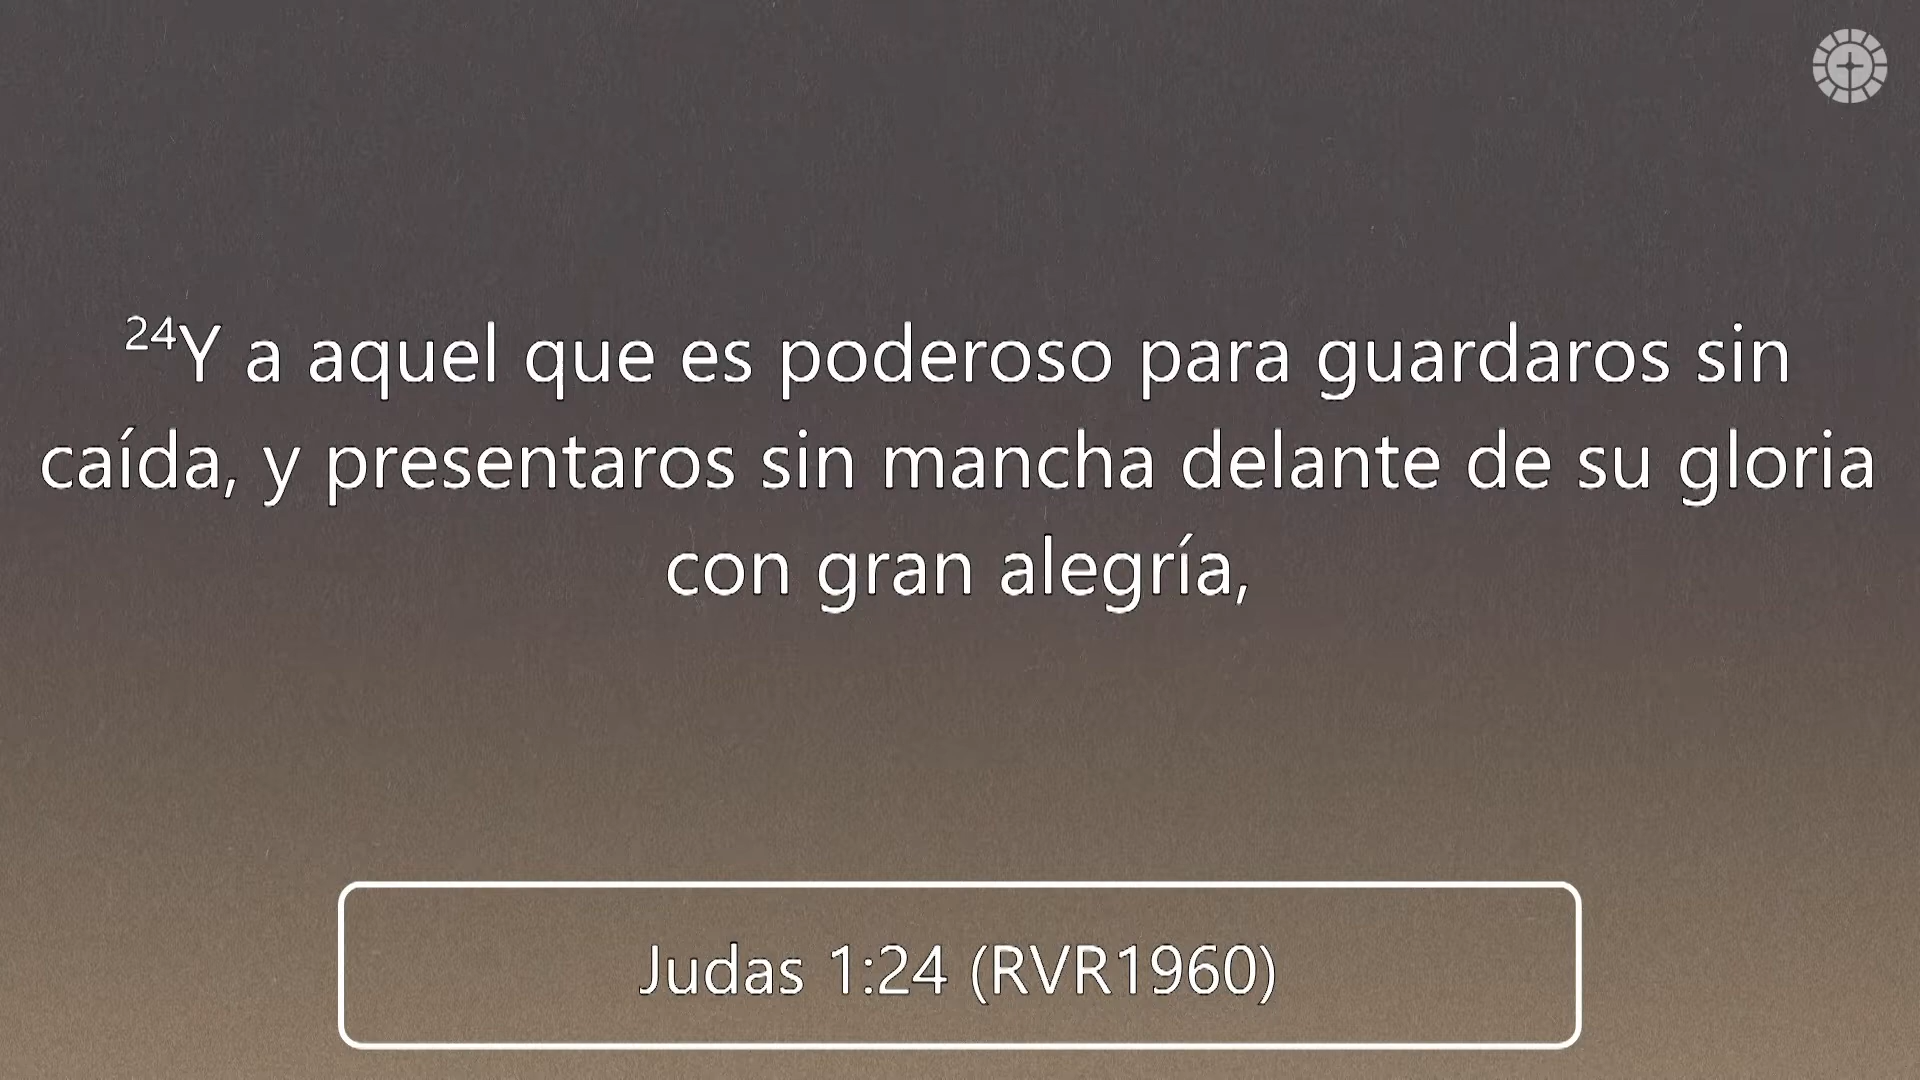 24Y a aquel que es poderoso para guardaros sin
caída, y presentaros sin mancha delante de su gloria
con gran alegría,
Judas 1:24 (RVR1960)